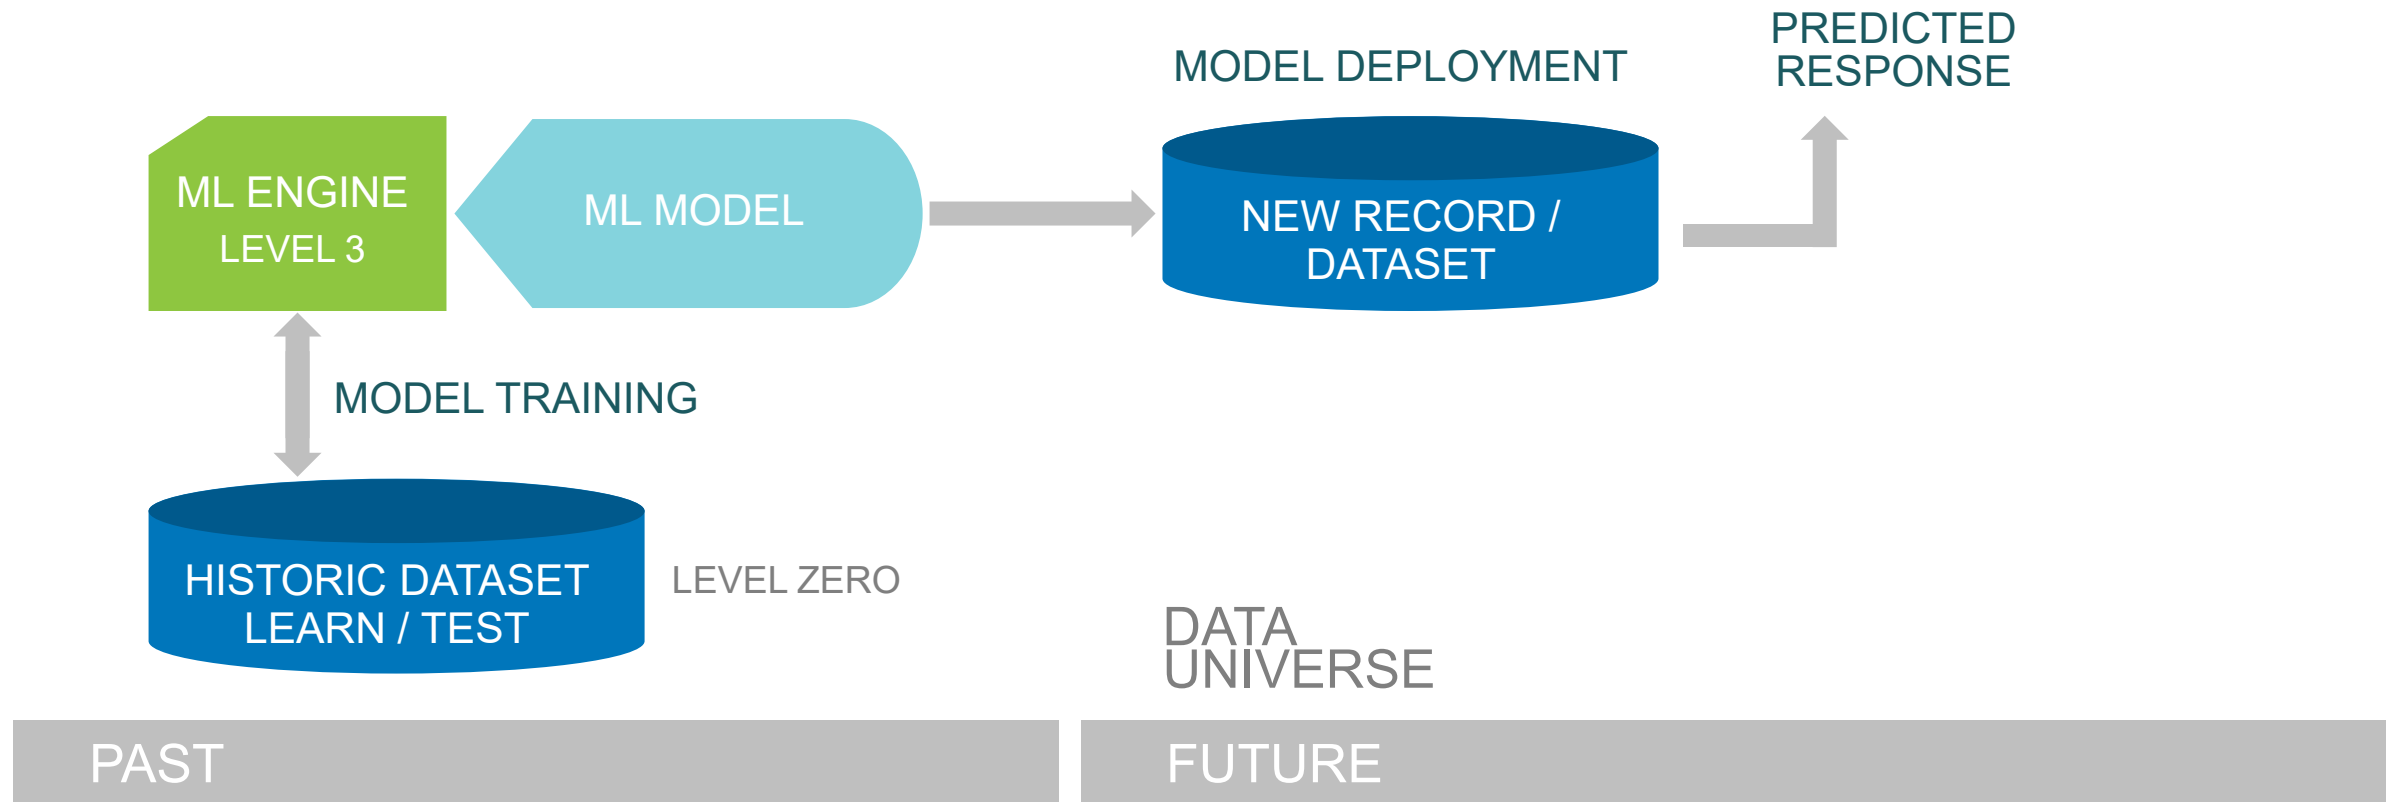 PREDICTED
RESPONSE
MODEL DEPLOYMENT
ML ENGINE
LEVEL 3
ML MODEL
NEW RECORD /
DATASET
MODEL TRAINING
HISTORIC DATASET
LEARN / TEST
LEVEL ZERO
DATA
UNIVERSE
PAST
FUTURE